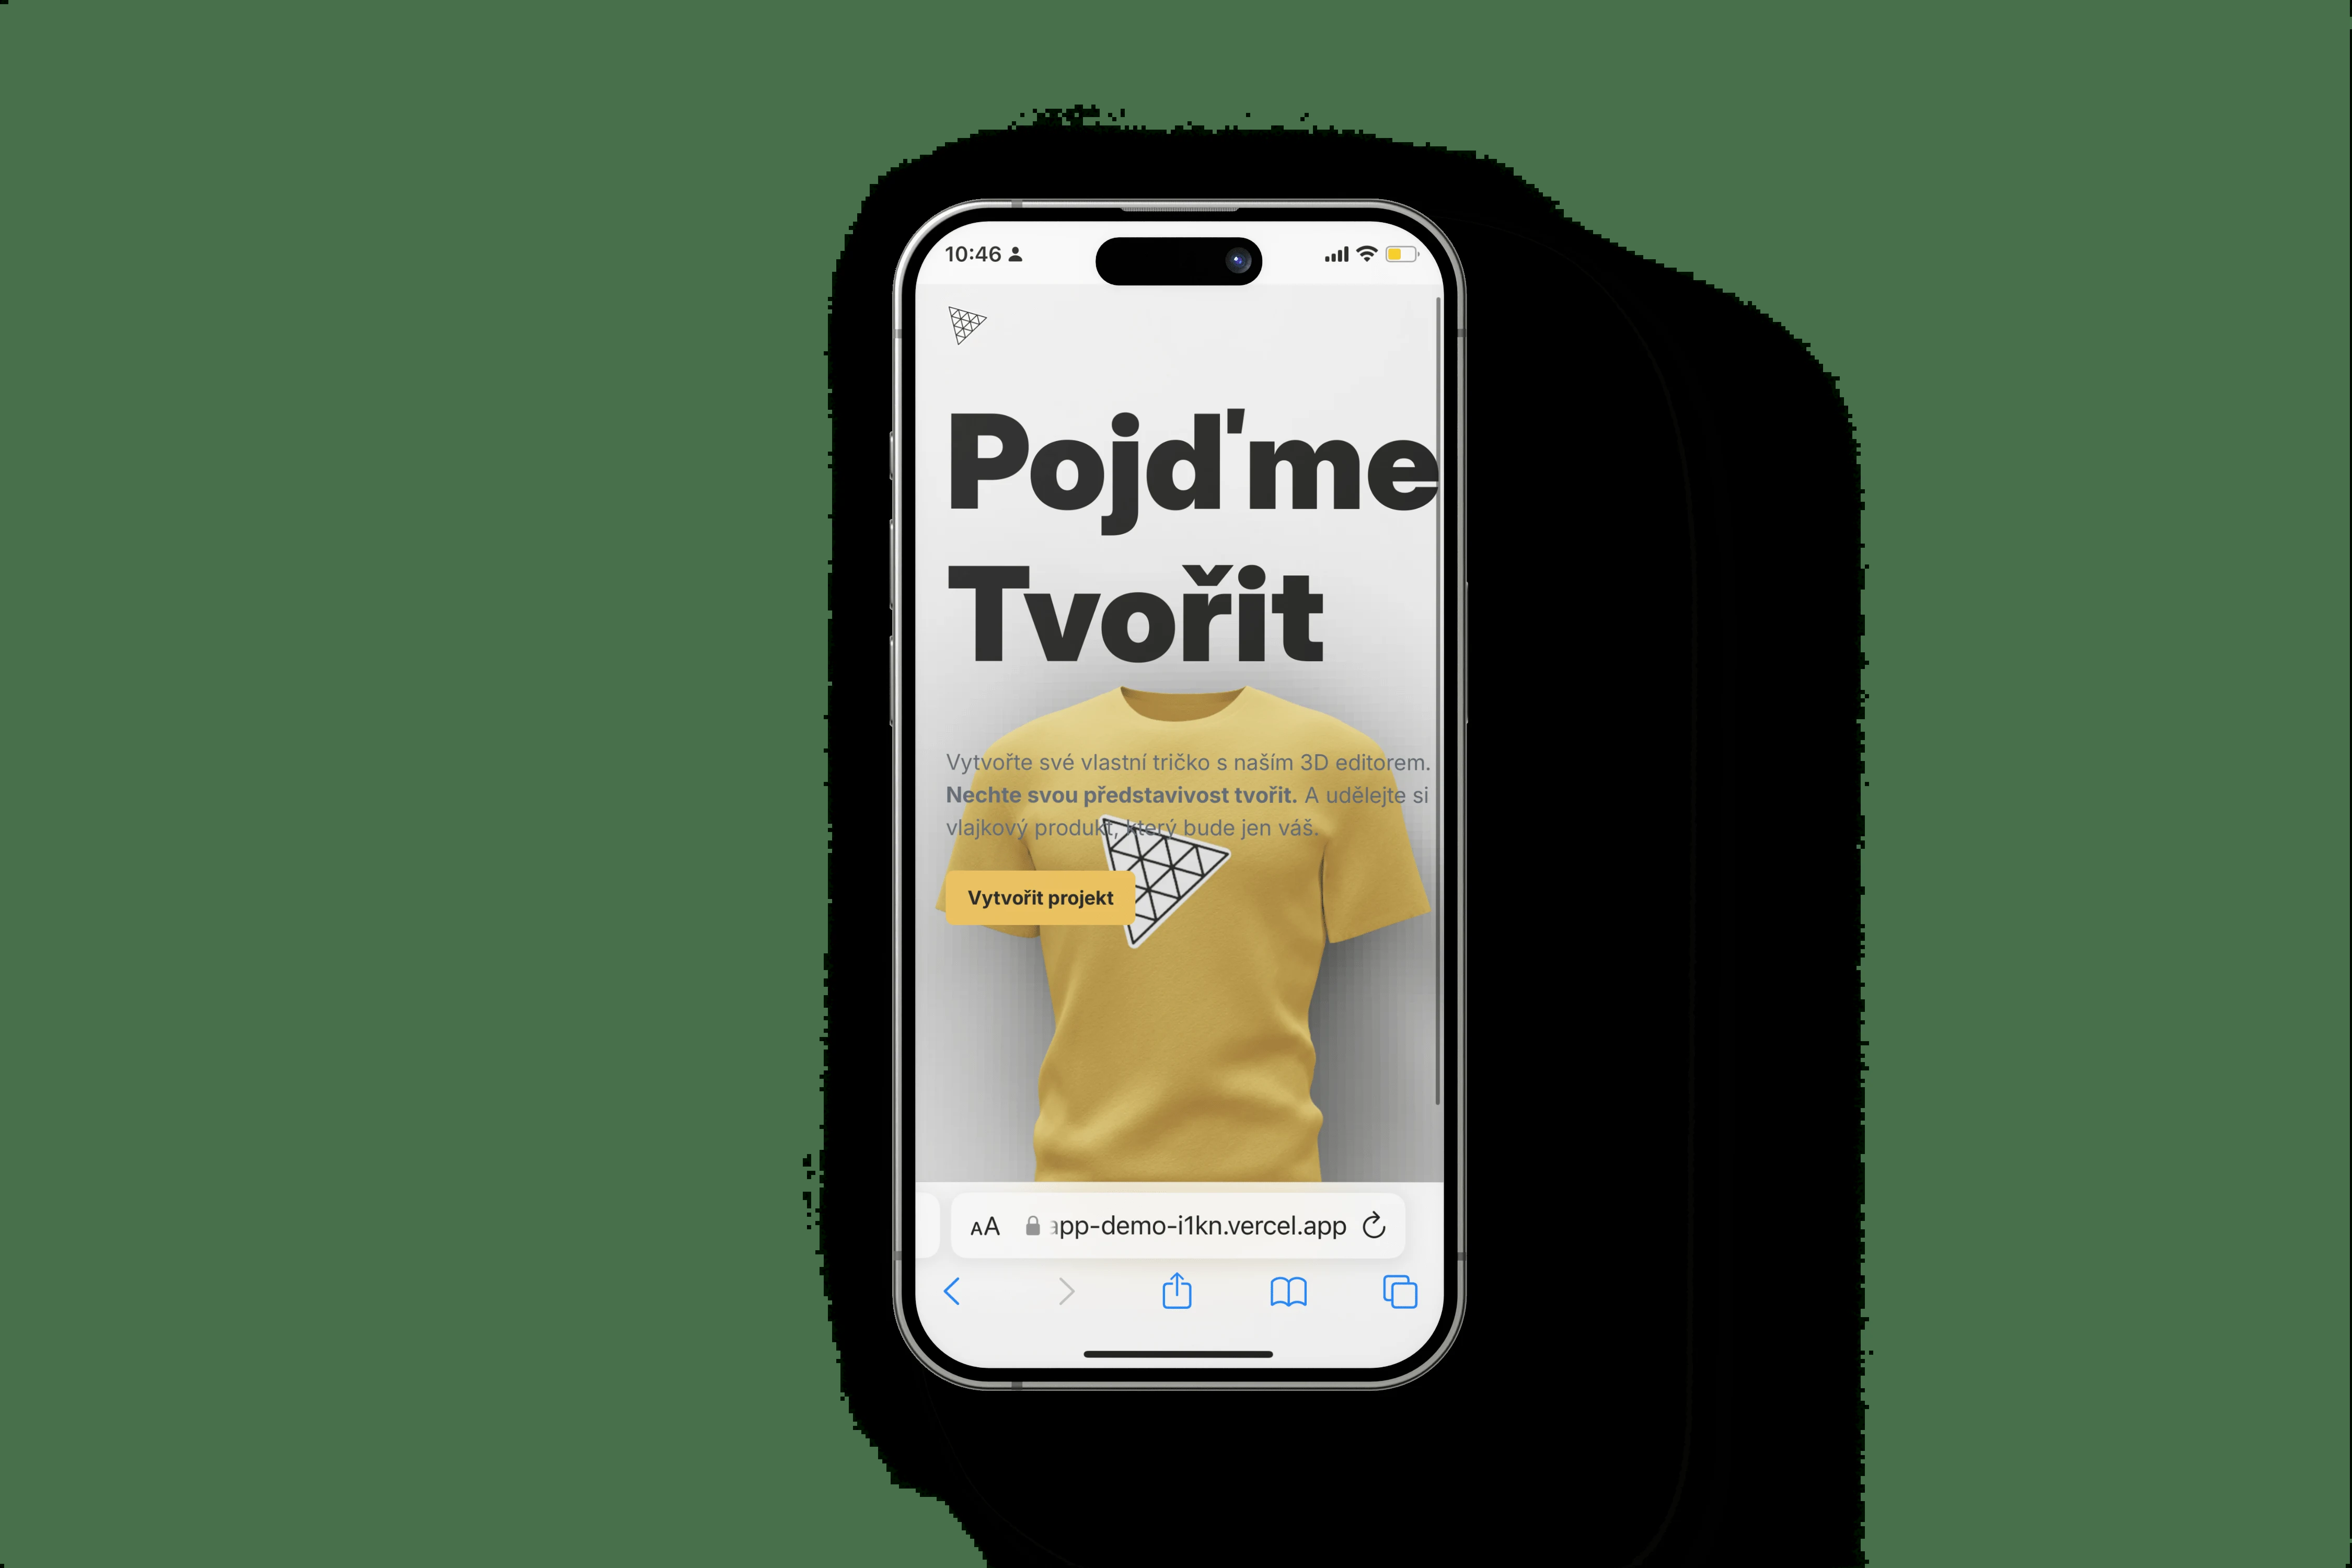 10:46
Pojďme
Tvořit
Vytvořte své vlastní tričko s naším 3D editorem.
Nechte svou představivost tvořit. A udělejte si
vlajkový produkt, který bude jen váš.
Vytvořit projekt
AA app-demo-i1kn.vercel.app